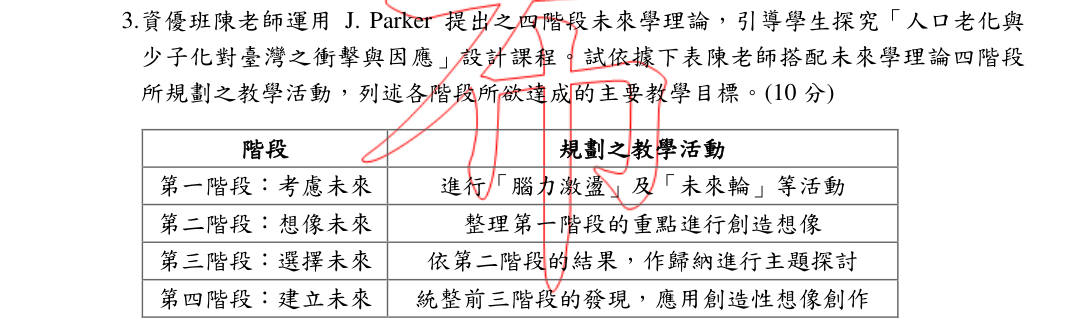 3.資優班陳老師運用 J. Parker 提出之四階段未來學理論，引導學生探究「人口老化與
少子化對臺灣之衝擊與因應」設計課程。試依據下表陳老師搭配未來學理論四階段
所規劃之教學活動，列述各階段所欲達成的主要教學目標。(10 分)
階段 規劃之教學活動
第一階段：考慮未來 進行「腦力激盪」及「未來輪」等活動
第二階段：想像未來 整理第一階段的重點進行創造想像
第三階段：選擇未來 依第二階段的結果，作歸納進行主題探討
第四階段：建立未來 統整前三階段的發現，應用創造性想像創作